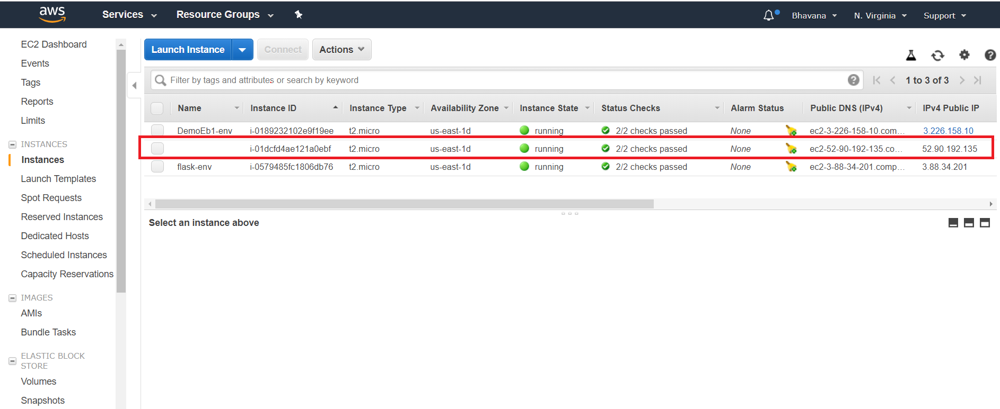 aws Services Resource Groups Bhavana N. Virginia Support
EC2 Dashboard
Events
Tags
Reports
Limits
INSTANCES
Instances
Launch Templates
Spot Requests
Reserved Instances
Dedicated Hosts
Scheduled Instances
Capacity Reservations
IMAGES
AMIs
Bundle Tasks
ELASTIC BLOCK
STORE
Volumes
Snapshots
Launch Instance Connect Actions
Filter by tags and attributes or search by keyword 1 to 3 of 3
Name Instance ID Instance Type Availability Zone Instance State Status Checks Alarm Status Public DNS (IPv4) IPv4 Public IP
DemoEb1-env i-0189232102e9f19ee t2.micro us-east-1d running 2/2 checks passed None ec2-3-226-158-10.com... 3.226.158.10
i-01dcfd4ae121a0ebf t2.micro us-east-1d running 2/2 checks passed None ec2-52-90-192-135.co... 52.90.192.135
flask-env i-0579485fc1806db76 t2.micro us-east-1d running 2/2 checks passed None ec2-3-88-34-201.comp... 3.88.34.201
Select an instance above